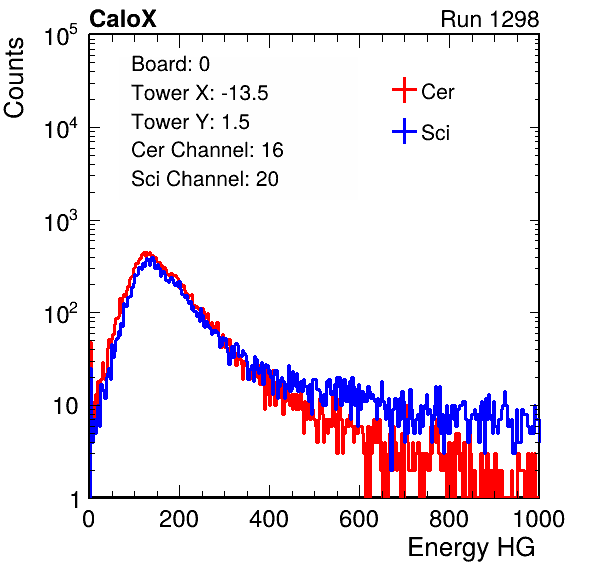 CaloX Run 1298
Counts
10^5
10^4
10^3
10^2
10
1
Board: 0
Tower X: -13.5
Tower Y: 1.5
Cer Channel: 16
Sci Channel: 20
Cer
Sci
0 200 400 600 800 1000
Energy HG